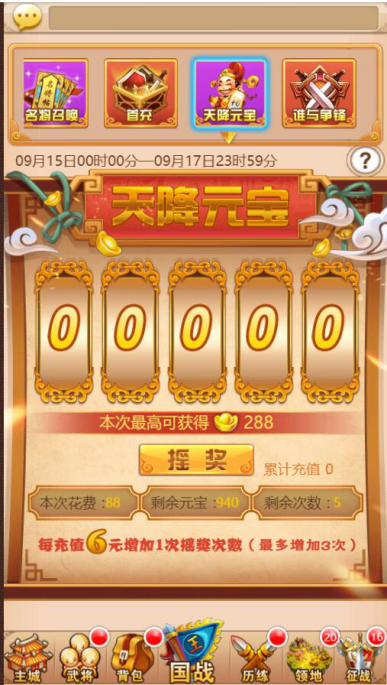 名将召唤 首充 天降元宝 谁与争锋
09月15日00时00分—09月17日23时59分 ?
天降元宝
0 0 0 0 0
本次最高可获得 288
摇奖 累计充值 0
本次花费:88 剩余元宝:940 剩余次数:5
每充值6元增加1次摇奖次数(最多增加3次)
20 16
主城 武将 背包 国战 历练 领地 征战